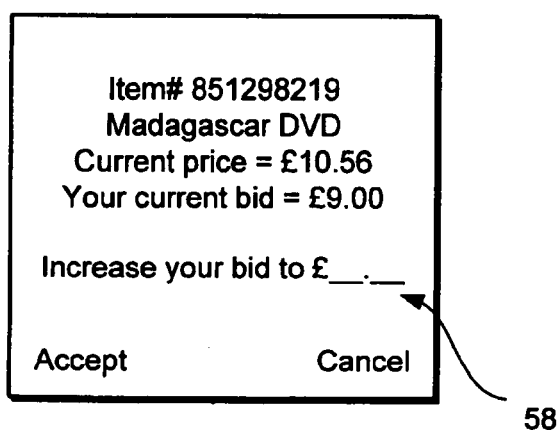 Item# 851298219
Madagascar DVD
Current price = £10.56
Your current bid = £9.00
Increase your bid to £__.__
Accept Cancel
58